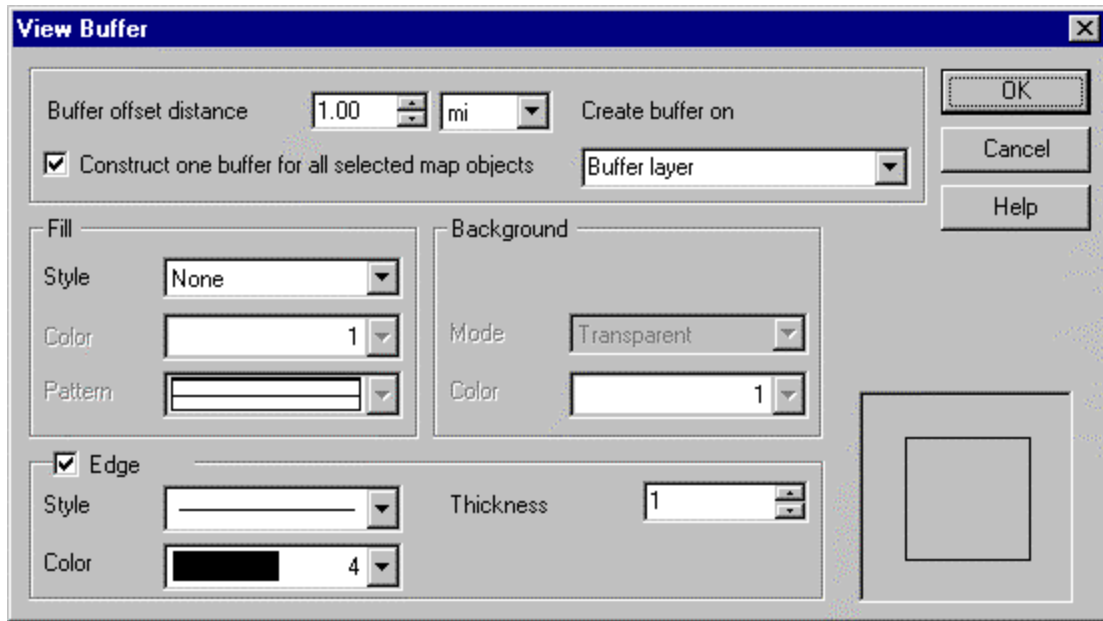 View Buffer
Buffer offset distance 1.00 mi Create buffer on OK
Construct one buffer for all selected map objects Buffer layer Cancel
Help
Fill Background
Style None
Color 1 Mode Transparent
Pattern Color 1
Edge
Style Thickness 1
Color 4